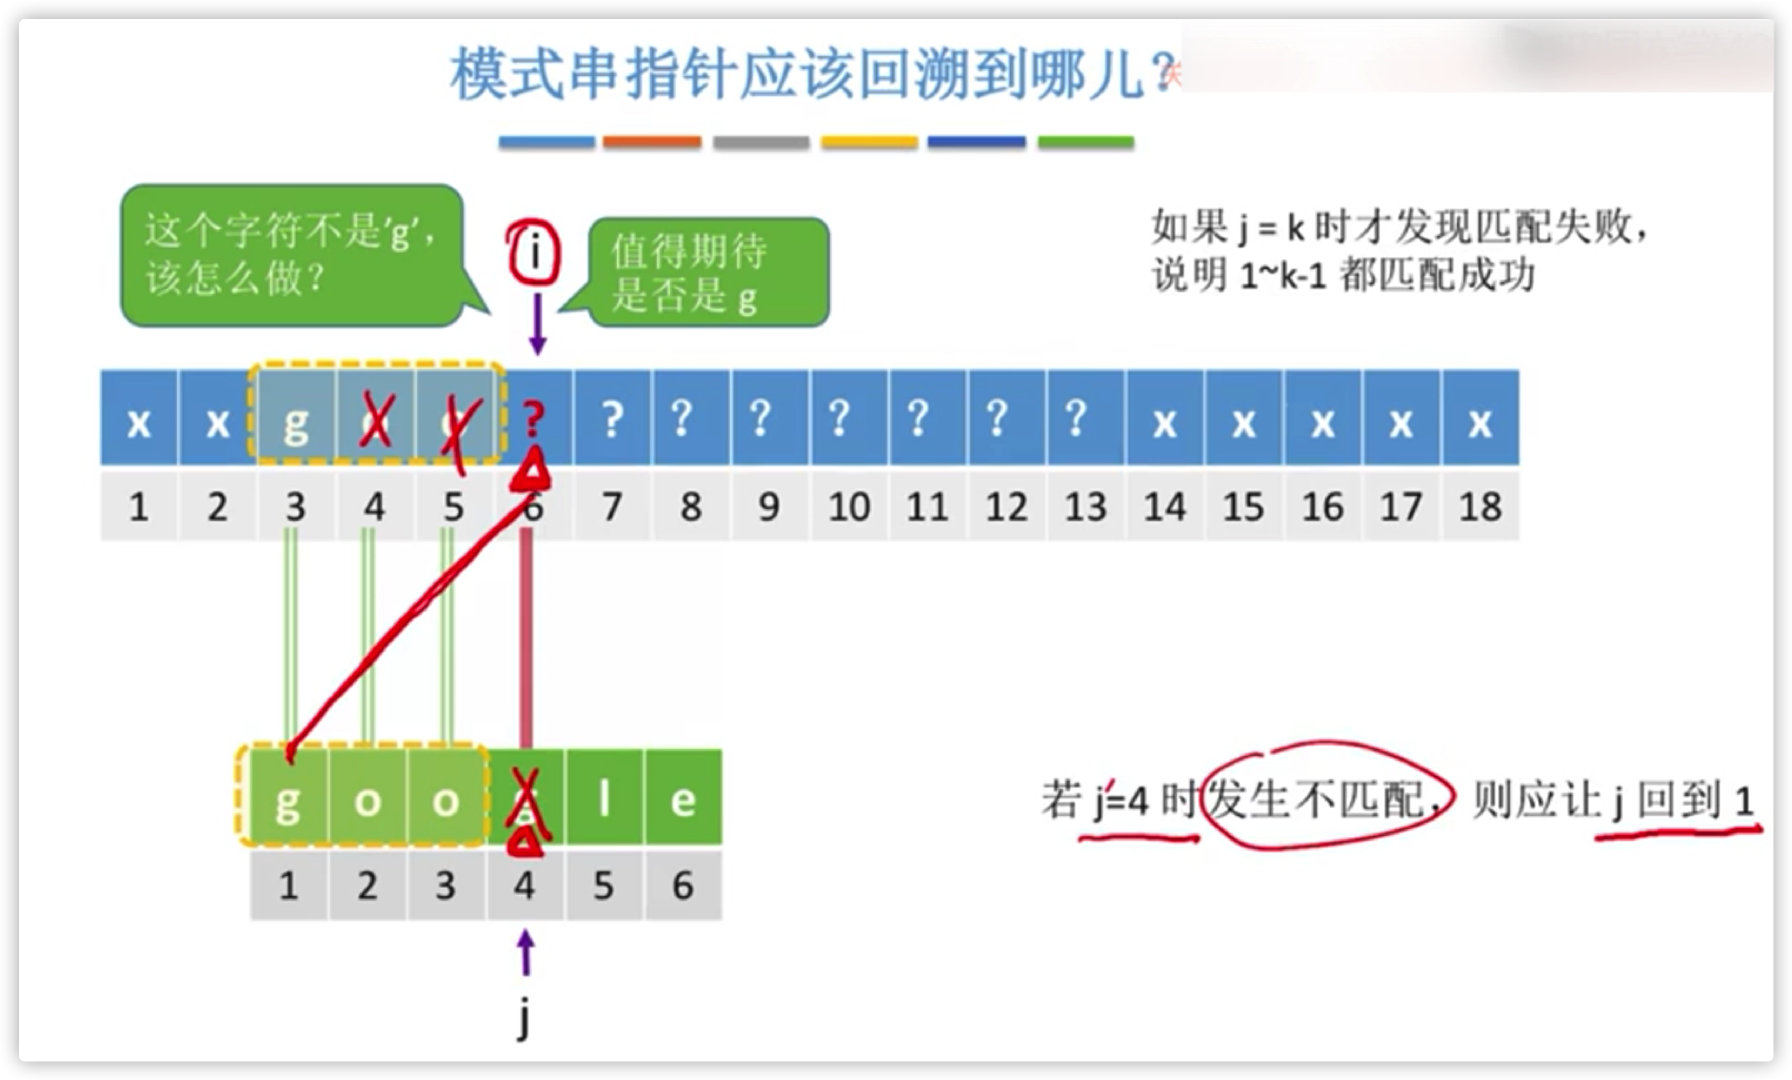 模式串指针应该回溯到哪儿?
这个字符不是'g',
该怎么做?
i
值得期待
是否是 g
如果 j = k 时才发现匹配失败,
说明 1~k-1 都匹配成功
x x g o o ? ? ? ? ? ? ? ? x x x x x
1 2 3 4 5 6 7 8 9 10 11 12 13 14 15 16 17 18
g o o g l e
1 2 3 4 5 6
j
若 j=4 时发生不匹配, 则应让 j 回到 1